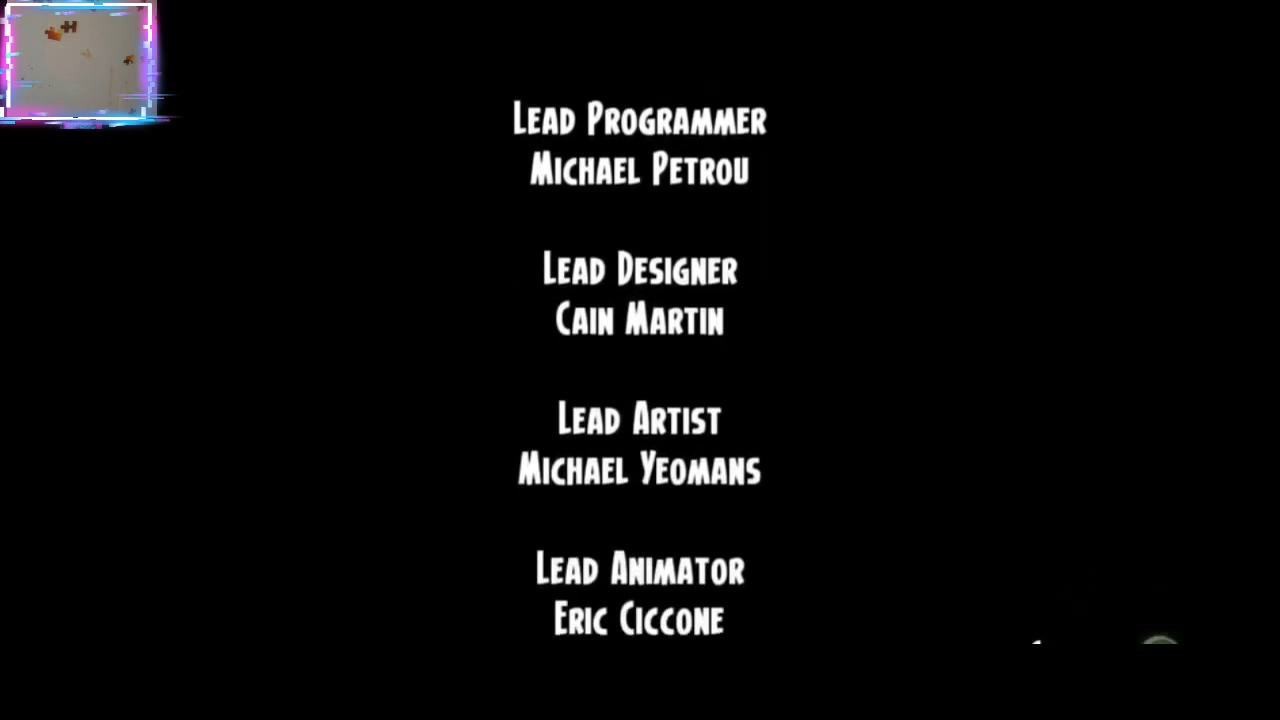 Lead Programmer
Michael Petrou
Lead Designer
Cain Martin
Lead Artist
Michael Yeomans
Lead Animator
Eric Ciccone